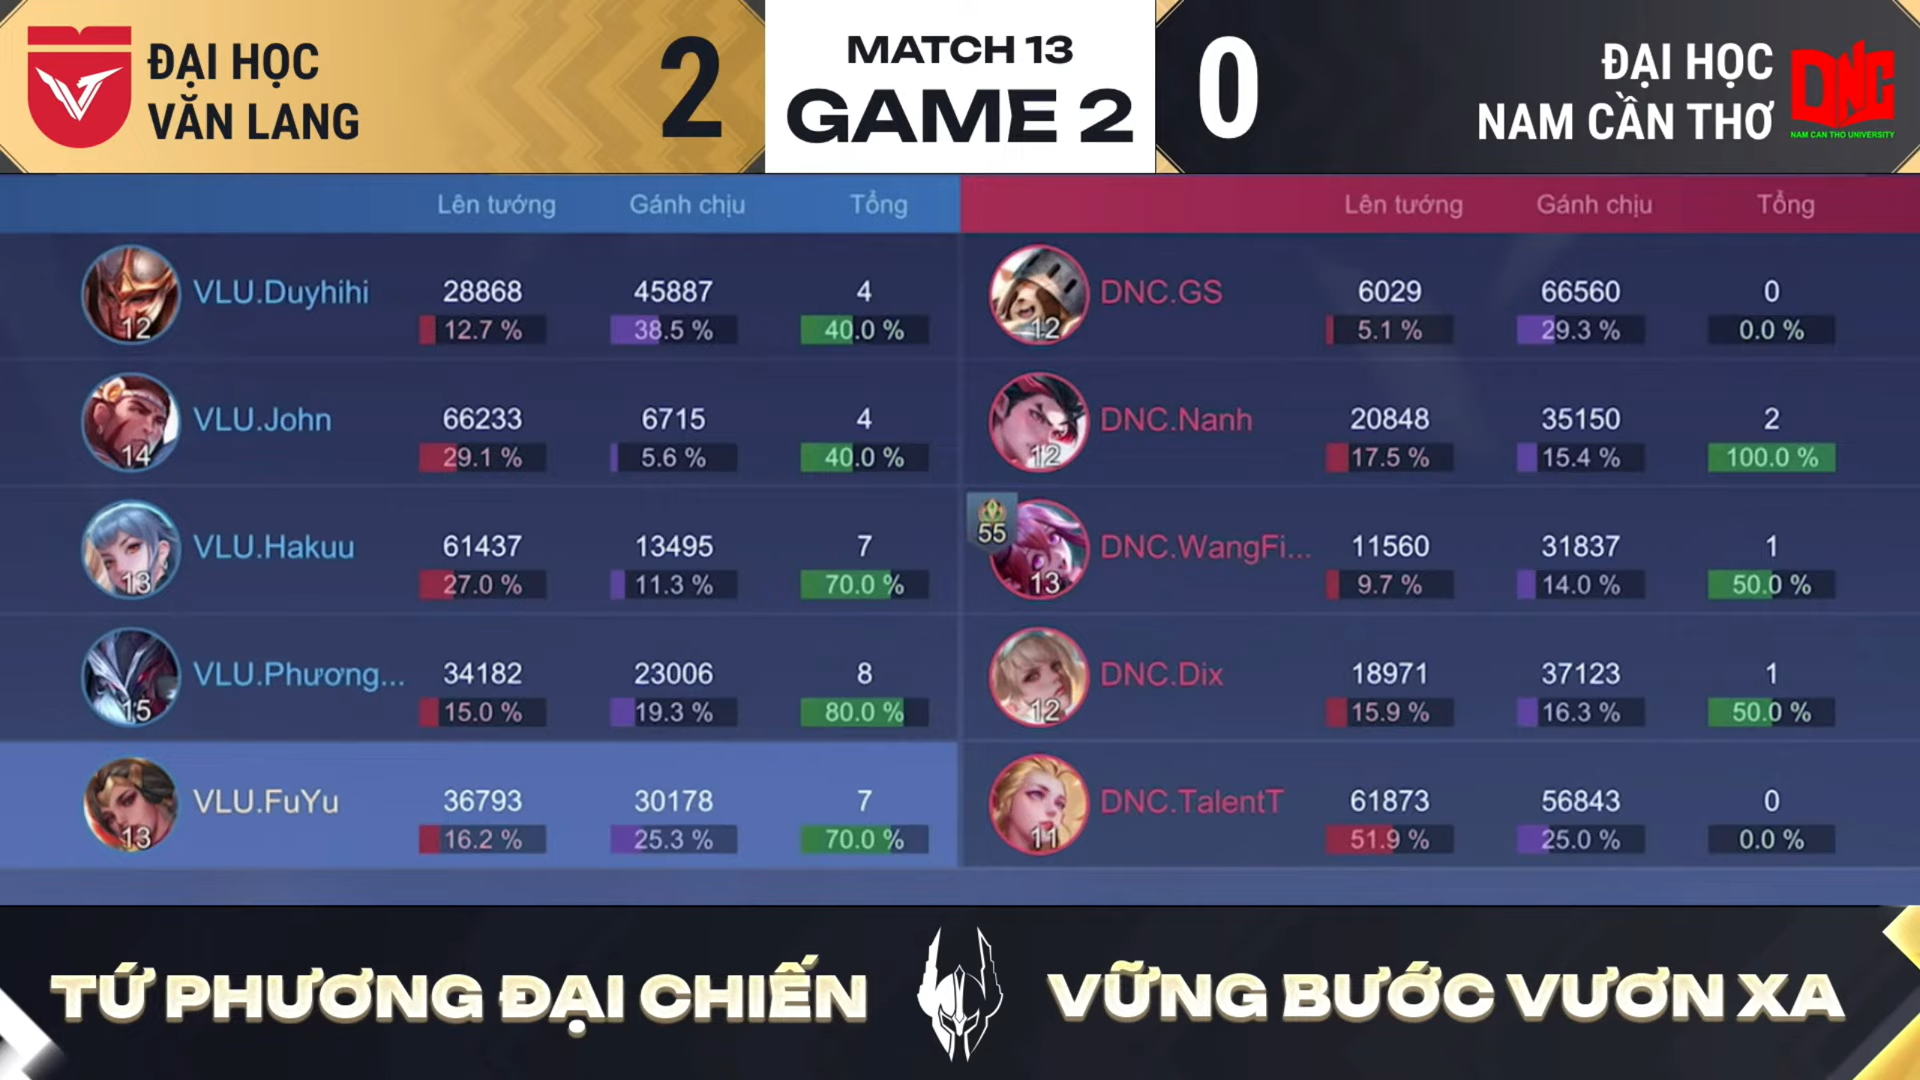 ĐẠI HỌC
VĂN LANG
2
MATCH 13
GAME 2
0
ĐẠI HỌC
NAM CẦN THƠ
DNC
NAM CAN THO UNIVERSITY
Lên tướng Gánh chịu Tổng
Lên tướng Gánh chịu Tổng
12 VLU.Duyhihi 28868 45887 4
12.7 % 38.5 % 40.0 %
14 VLU.John 66233 6715 4
29.1 % 5.6 % 40.0 %
13 VLU.Hakuu 61437 13495 7
27.0 % 11.3 % 70.0 %
15 VLU.Phương... 34182 23006 8
15.0 % 19.3 % 80.0 %
13 VLU.FuYu 36793 30178 7
16.2 % 25.3 % 70.0 %
12 DNC.GS 6029 66560 0
5.1 % 29.3 % 0.0 %
12 DNC.Nanh 20848 35150 2
17.5 % 15.4 % 100.0 %
55
13 DNC.WangFi... 11560 31837 1
9.7 % 14.0 % 50.0 %
12 DNC.Dix 18971 37123 1
15.9 % 16.3 % 50.0 %
11 DNC.TalentT 61873 56843 0
51.9 % 25.0 % 0.0 %
TỨ PHƯƠNG ĐẠI CHIẾN
VỮNG BƯỚC VƯƠN XA